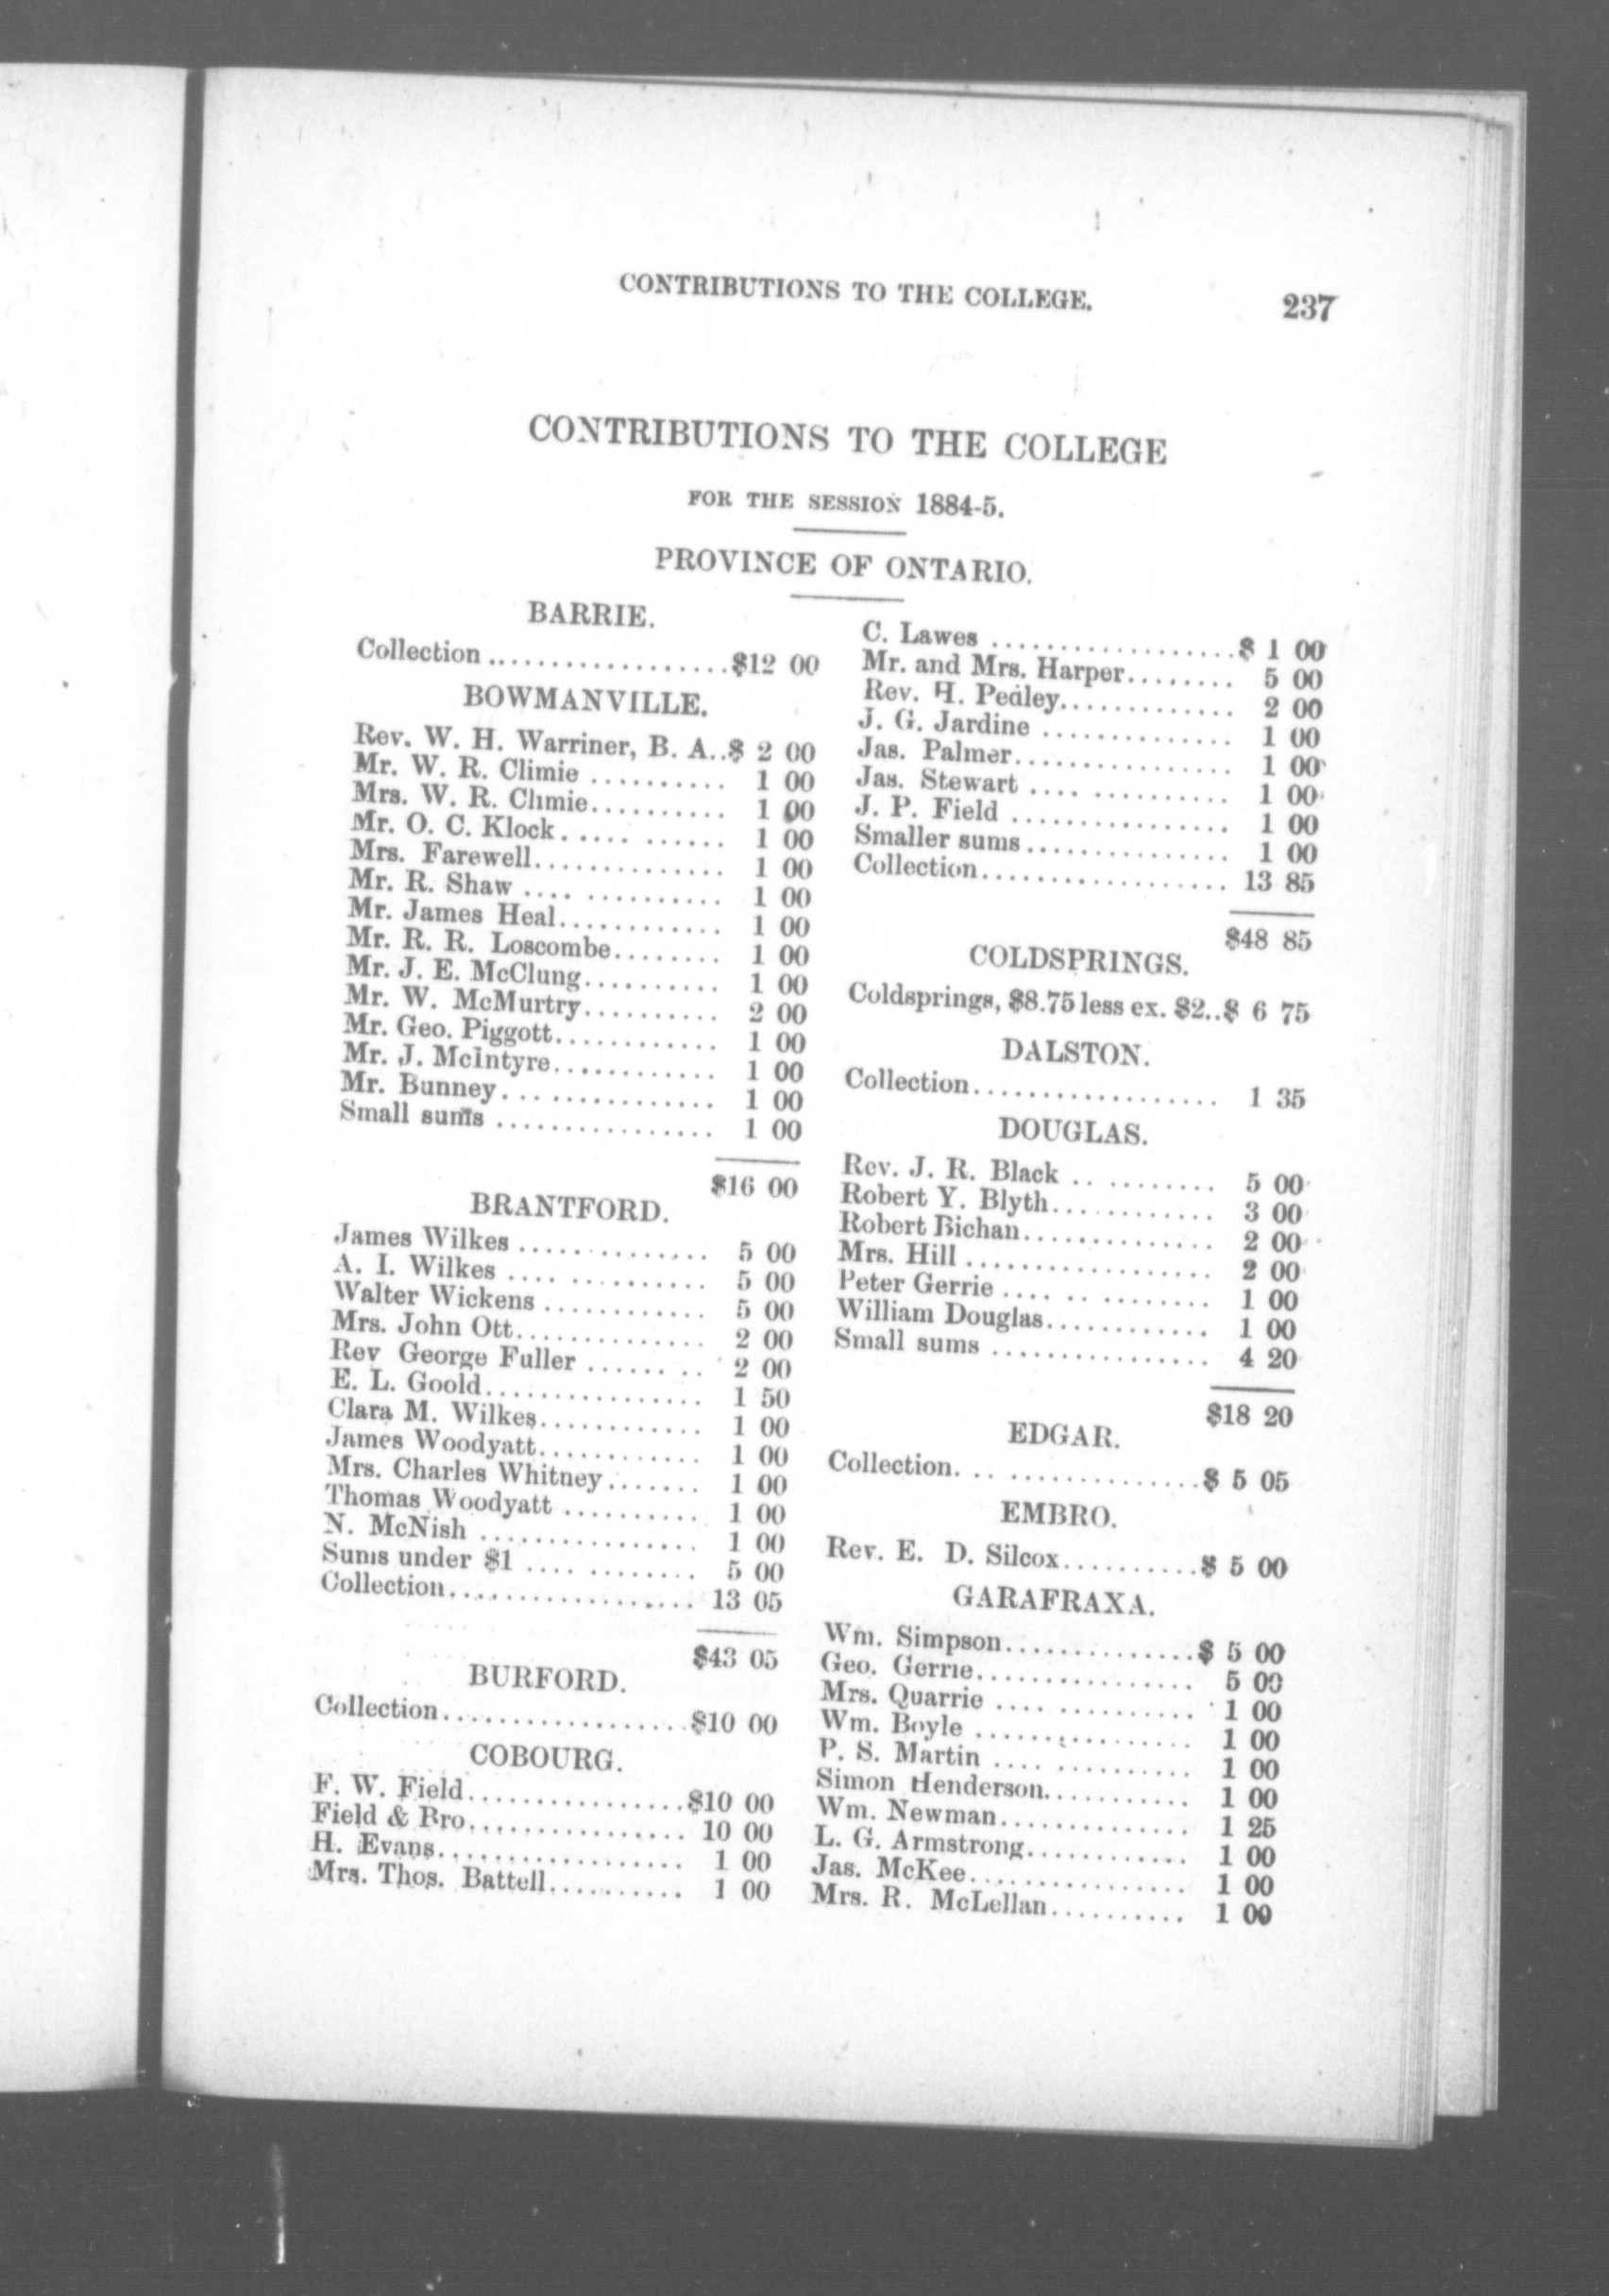 CONTRIBUTIONS TO THE COLLEGE. 237
CONTRIBUTIONS TO THE COLLEGE
FOR THE SESSION 1884-5.
PROVINCE OF ONTARIO.
BARRIE.
Collection ..................$12 00
BOWMANVILLE.
Rev. W. H. Warriner, B. A..$ 2 00
Mr. W. R. Climie .......... 1 00
Mrs. W. R. Climie.......... 1 00
Mr. O. C. Klock..... ...... 1 00
Mrs. Farewell.............. 1 00
Mr. R. Shaw .... .......... 1 00
Mr. James Heal............ 1 00
Mr. R. R. Loscombe........ 1 00
Mr. J. E. McClung.......... 1 00
Mr. W. McMurtry.......... 2 00
Mr. Geo. Piggott............ 1 00
Mr. J. McIntyre............ 1 00
Mr. Bunney................ 1 00
Small sums ................ 1 00
$16 00
BRANTFORD.
James Wilkes .............. 5 00
A. I. Wilkes .... .......... 5 00
Walter Wickens ............ 5 00
Mrs. John Ott.............. 2 00
Rev George Fuller ...... .. 2 00
E. L. Goold................ 1 50
Clara M. Wilkes............ 1 00
James Woodyatt............ 1 00
Mrs. Charles Whitney....... 1 00
Thomas Woodyatt .......... 1 00
N. McNish ................ 1 00
Sums under $1 .... ........ 5 00
Collection.................. 13 05
$43 05
BURFORD.
Collection..................$10 00
COBOURG.
F. W. Field................$10 00
Field & Bro................ 10 00
H. Evans.................. 1 00
Mrs. Thos. Battell.......... 1 00
C. Lawes ..................$ 1 00
Mr. and Mrs. Harper........ 5 00
Rev. H. Pedley............. 2 00
J. G. Jardine .............. 1 00
Jas. Palmer................ 1 00
Jas. Stewart .... .......... 1 00
J. P. Field ................ 1 00
Smaller sums............... 1 00
Collection.................. 13 85
$48 85
COLDSPRINGS.
Coldsprings, $8.75 less ex. $2..$ 6 75
DALSTON.
Collection.................. 1 35
DOUGLAS.
Rev. J. R. Black .. ........ 5 00
Robert Y. Blyth............ 3 00
Robert Bichan.............. 2 00
Mrs. Hill .................. 2 00
Peter Gerrie .... .. ........ 1 00
William Douglas............ 1 00
Small sums ................ 4 20
$18 20
EDGAR.
Collection. .. ..............$ 5 05
EMBRO.
Rev. E. D. Silcox..........$ 5 00
GARAFRAXA.
Wm. Simpson..............$ 5 00
Geo. Gerrie................ 5 00
Mrs. Quarrie .... .......... 1 00
Wm. Boyle ................ 1 00
P. S. Martin .... .......... 1 00
Simon Henderson........... 1 00
Wm. Newman.............. 1 25
L. G. Armstrong............ 1 00
Jas. McKee................ 1 00
Mrs. R. McLellan.......... 1 00